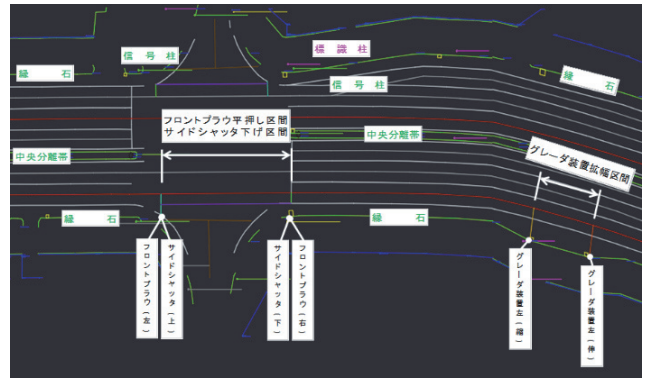 信号柱
標識柱
縁石
信号柱
縁石
フロントプラウ平押し区間
サイドシャッタ下げ区間
中央分離帯
中央分離帯
グレーダ装置拡幅区間
縁石
縁石
フロントプラウ(左)
サイドシャッタ(上)
サイドシャッタ(下)
フロントプラウ(右)
グレーダ装置左(縮)
グレーダ装置左(伸)